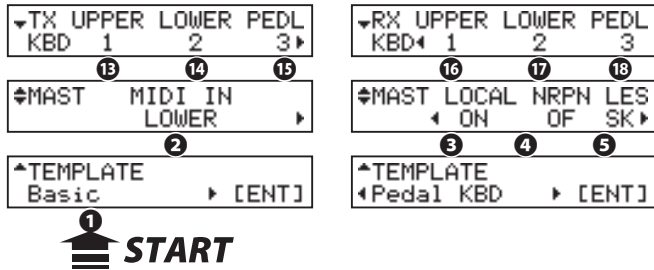 TX UPPER LOWER PEDL
KBD 1 2 3
13 14 15
RX UPPER LOWER PEDL
KBD 1 2 3
16 17 18
MAST MIDI IN
LOWER
2
MAST LOCAL NRPN LES
ON OF SK
3 4 5
TEMPLATE
Basic [ENT]
1
TEMPLATE
Pedal KBD [ENT]
START